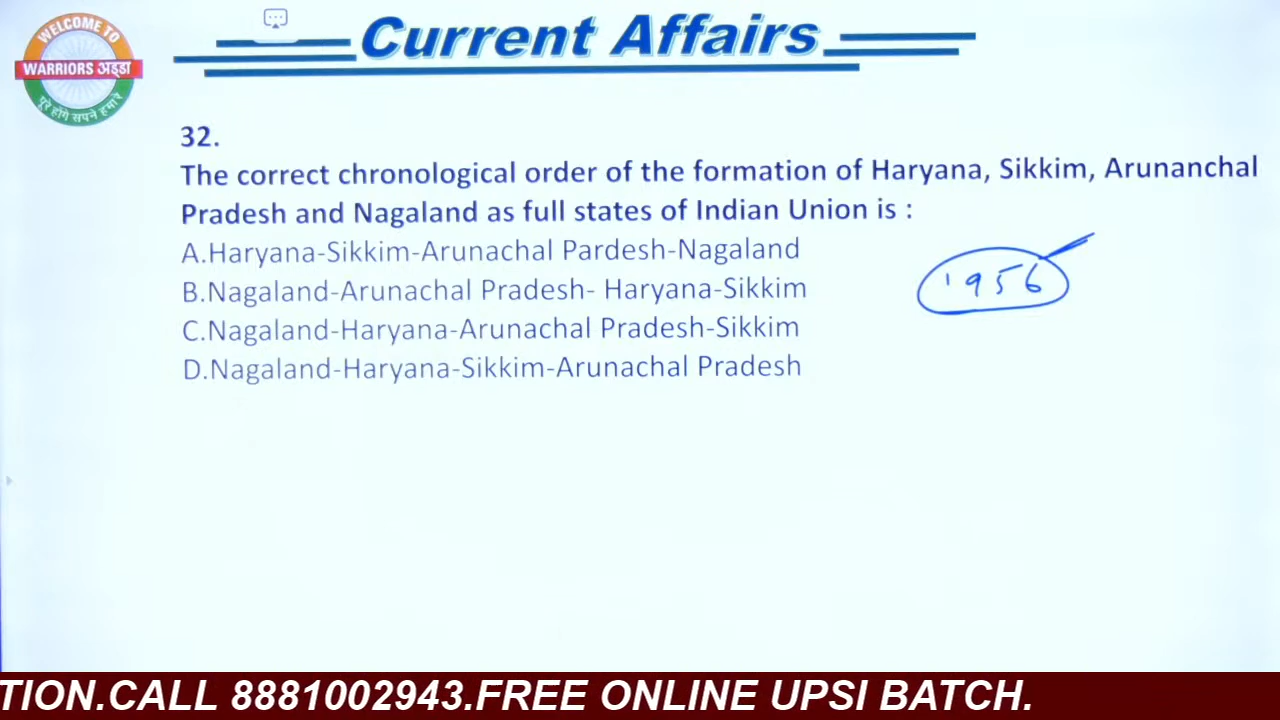 WELCOME TO
WARRIORS अड्डा
पूरे होंगे सपने हमारे
Current Affairs
32.
The correct chronological order of the formation of Haryana, Sikkim, Arunanchal
Pradesh and Nagaland as full states of Indian Union is :
A.Haryana-Sikkim-Arunachal Pardesh-Nagaland
B.Nagaland-Arunachal Pradesh- Haryana-Sikkim
1956
C.Nagaland-Haryana-Arunachal Pradesh-Sikkim
D.Nagaland-Haryana-Sikkim-Arunachal Pradesh
TION.CALL 8881002943.FREE ONLINE UPSI BATCH.